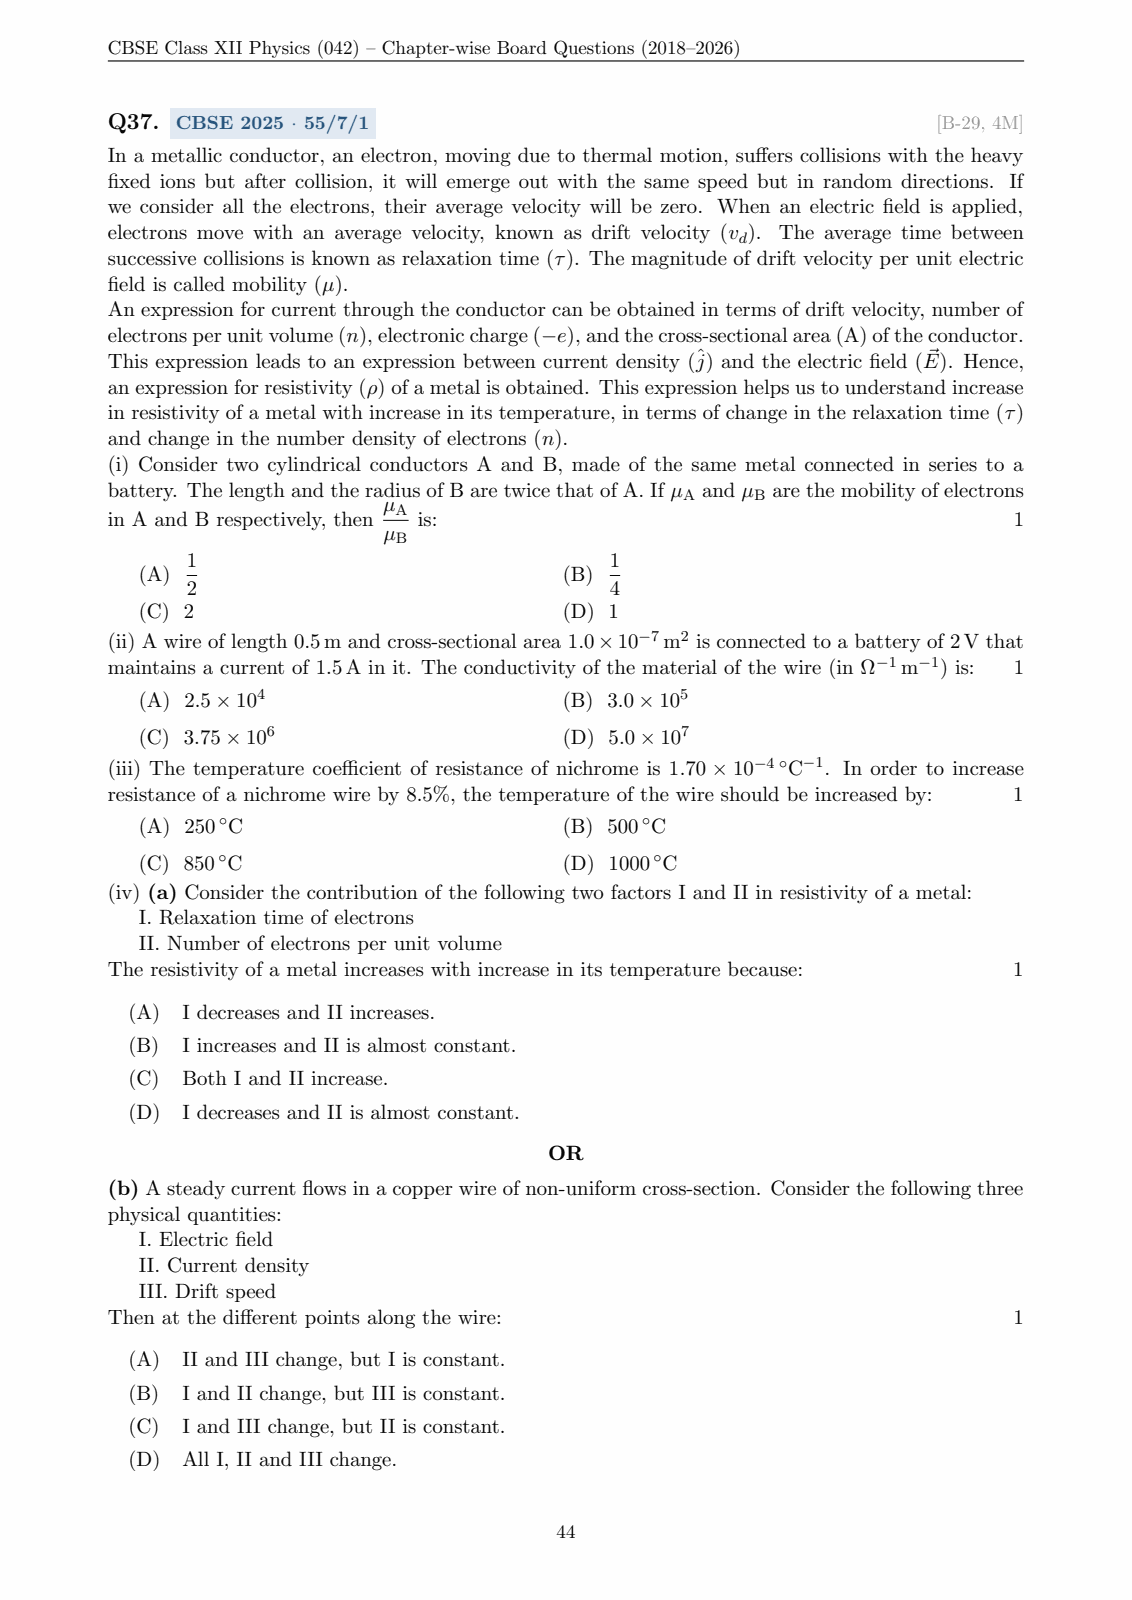 CBSE Class XII Physics (042) – Chapter-wise Board Questions (2018–2026)
Q37. CBSE 2025 · 55/7/1 [B-29, 4M]
In a metallic conductor, an electron, moving due to thermal motion, suffers collisions with the heavy
fixed ions but after collision, it will emerge out with the same speed but in random directions. If
we consider all the electrons, their average velocity will be zero. When an electric field is applied,
electrons move with an average velocity, known as drift velocity (v_d). The average time between
successive collisions is known as relaxation time (τ). The magnitude of drift velocity per unit electric
field is called mobility (μ).
An expression for current through the conductor can be obtained in terms of drift velocity, number of
electrons per unit volume (n), electronic charge (−e), and the cross-sectional area (A) of the conductor.
This expression leads to an expression between current density (ĵ) and the electric field (E⃗). Hence,
an expression for resistivity (ρ) of a metal is obtained. This expression helps us to understand increase
in resistivity of a metal with increase in its temperature, in terms of change in the relaxation time (τ)
and change in the number density of electrons (n).
(i) Consider two cylindrical conductors A and B, made of the same metal connected in series to a
battery. The length and the radius of B are twice that of A. If μ_A and μ_B are the mobility of electrons
in A and B respectively, then μ_A/μ_B is: 1
(A) 1/2 (B) 1/4
(C) 2 (D) 1
(ii) A wire of length 0.5 m and cross-sectional area 1.0 × 10⁻⁷ m² is connected to a battery of 2 V that
maintains a current of 1.5 A in it. The conductivity of the material of the wire (in Ω⁻¹ m⁻¹) is: 1
(A) 2.5 × 10⁴ (B) 3.0 × 10⁵
(C) 3.75 × 10⁶ (D) 5.0 × 10⁷
(iii) The temperature coefficient of resistance of nichrome is 1.70 × 10⁻⁴ °C⁻¹. In order to increase
resistance of a nichrome wire by 8.5%, the temperature of the wire should be increased by: 1
(A) 250 °C (B) 500 °C
(C) 850 °C (D) 1000 °C
(iv) (a) Consider the contribution of the following two factors I and II in resistivity of a metal:
I. Relaxation time of electrons
II. Number of electrons per unit volume
The resistivity of a metal increases with increase in its temperature because: 1
(A) I decreases and II increases.
(B) I increases and II is almost constant.
(C) Both I and II increase.
(D) I decreases and II is almost constant.
OR
(b) A steady current flows in a copper wire of non-uniform cross-section. Consider the following three
physical quantities:
I. Electric field
II. Current density
III. Drift speed
Then at the different points along the wire: 1
(A) II and III change, but I is constant.
(B) I and II change, but III is constant.
(C) I and III change, but II is constant.
(D) All I, II and III change.
44